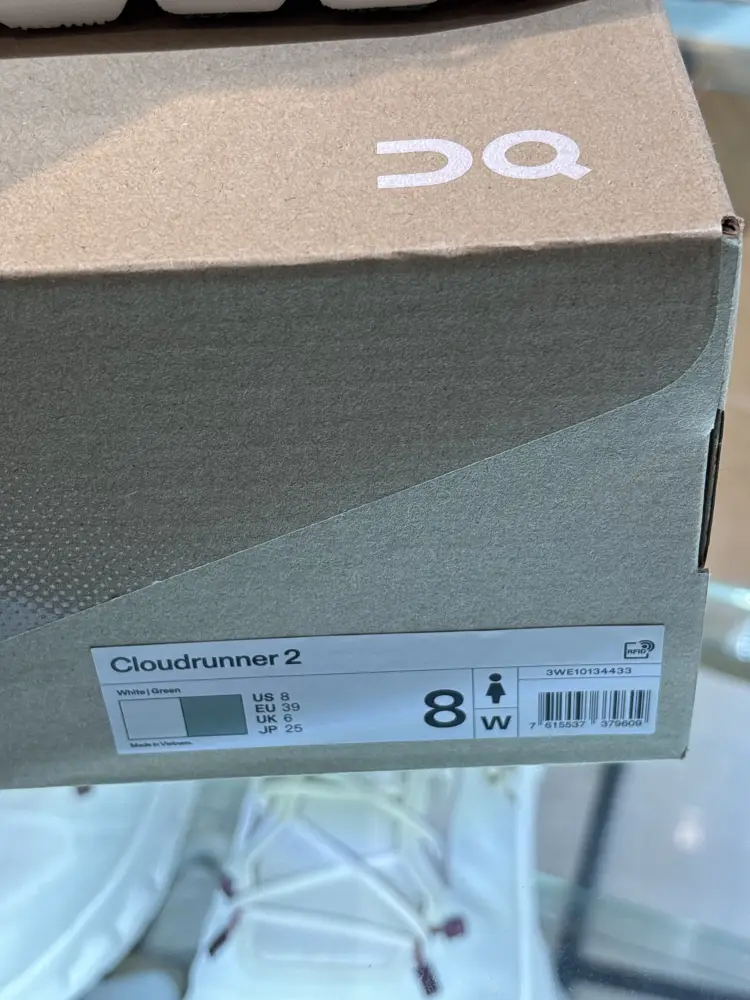 On
Cloudrunner 2
RFID
White | Green
US 8
EU 39
UK 6
JP 25
Made in Vietnam
8
W
3WE10134433
7 615537 379609